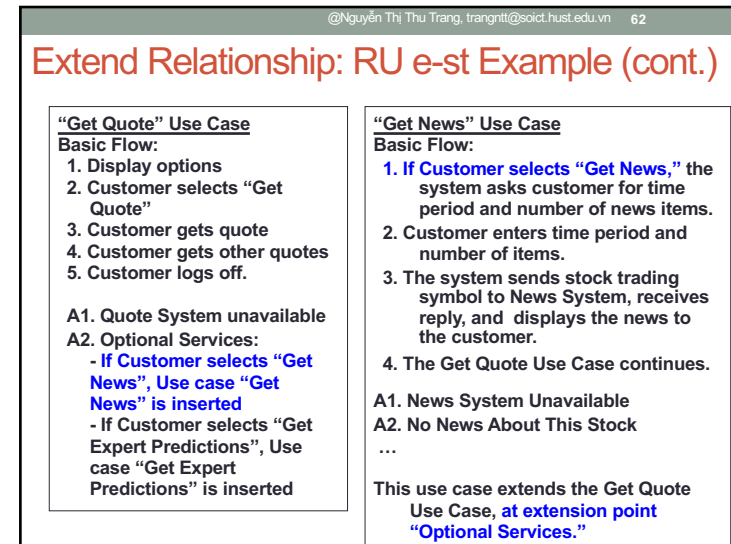 @Nguyễn Thị Thu Trang, trangntt@soict.hust.edu.vn 62
Extend Relationship: RU e-st Example (cont.)
“Get Quote” Use Case
Basic Flow:
1. Display options
2. Customer selects “Get
Quote”
3. Customer gets quote
4. Customer gets other quotes
5. Customer logs off.
A1. Quote System unavailable
A2. Optional Services:
- If Customer selects “Get
News”, Use case “Get
News” is inserted
- If Customer selects “Get
Expert Predictions”, Use
case “Get Expert
Predictions” is inserted
“Get News” Use Case
Basic Flow:
1. If Customer selects “Get News,” the
system asks customer for time
period and number of news items.
2. Customer enters time period and
number of items.
3. The system sends stock trading
symbol to News System, receives
reply, and displays the news to
the customer.
4. The Get Quote Use Case continues.
A1. News System Unavailable
A2. No News About This Stock
…
This use case extends the Get Quote
Use Case, at extension point
“Optional Services.”